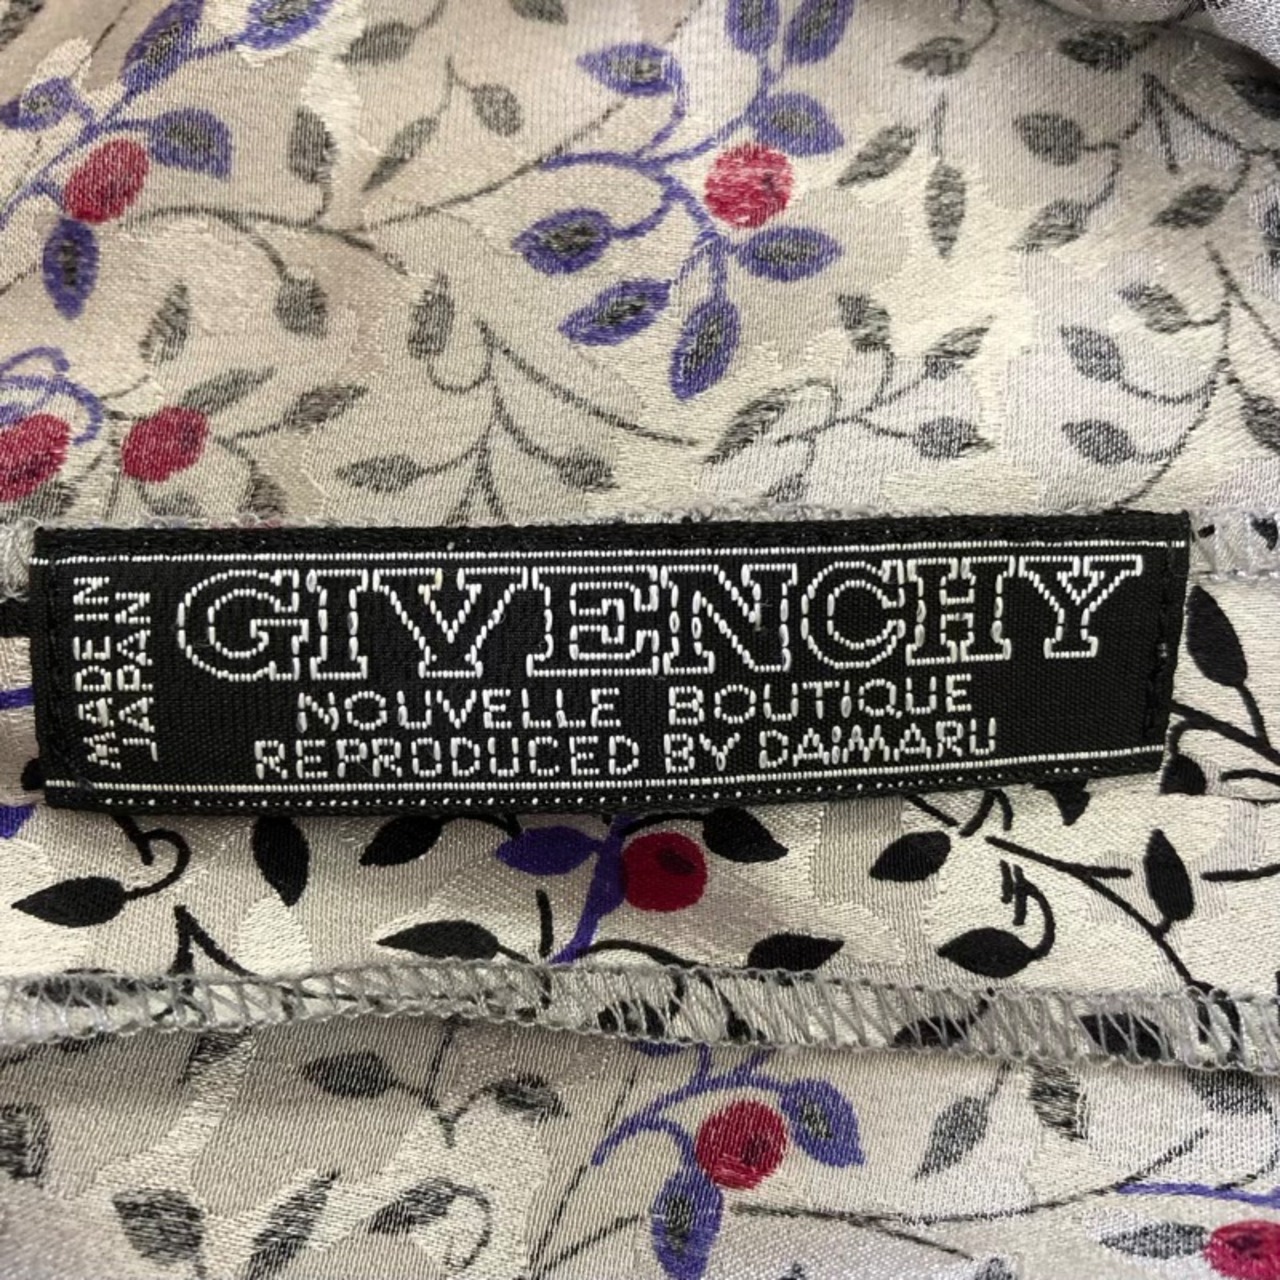 MADE IN
JAPAN
GIVENCHY
NOUVELLE BOUTIQUE
REPRODUCED BY DAiMARU